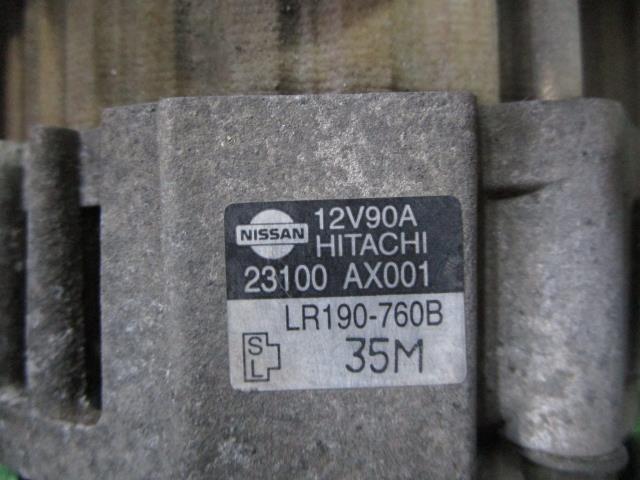 NISSAN 12V90A
HITACHI
23100 AX001
LR190-760B
S
L
35M